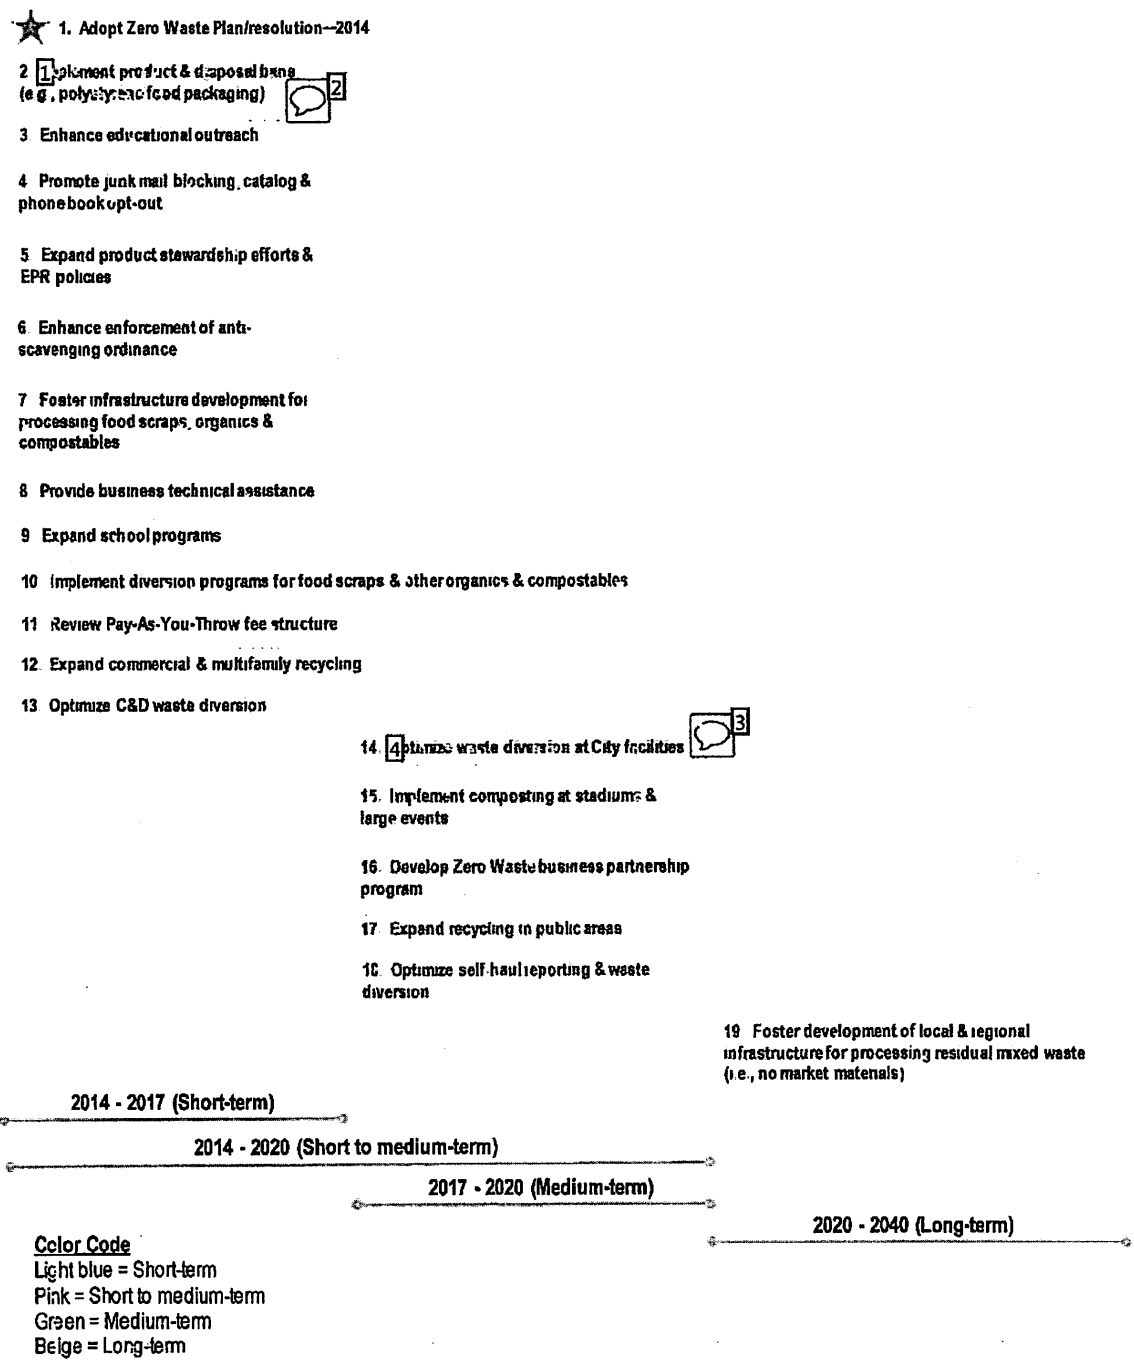 1. Adopt Zero Waste Plan/resolution—2014
2 1 plement product & disposal bans
(e.g., polystyrene food packaging)
2
3 Enhance educational outreach
4 Promote junk mail blocking, catalog &
phone book opt-out
5 Expand product stewardship efforts &
EPR policies
6. Enhance enforcement of anti-
scavenging ordinance
7 Foster infrastructure development for
processing food scraps, organics &
compostables
8 Provide business technical assistance
9 Expand school programs
10 Implement diversion programs for food scraps & other organics & compostables
11 Review Pay-As-You-Throw fee structure
12. Expand commercial & multifamily recycling
13 Optimize C&D waste diversion
3
14. 4 ptimize waste diversion at City facilities
15. Implement composting at stadiums &
large events
16. Develop Zero Waste business partnership
program
17. Expand recycling in public areas
18. Optimize self-haul reporting & waste
diversion
19 Foster development of local & regional
infrastructure for processing residual mixed waste
(i.e., no market materials)
2014 - 2017 (Short-term)
2014 - 2020 (Short to medium-term)
2017 - 2020 (Medium-term)
2020 - 2040 (Long-term)
Color Code
Light blue = Short-term
Pink = Short to medium-term
Green = Medium-term
Beige = Long-term